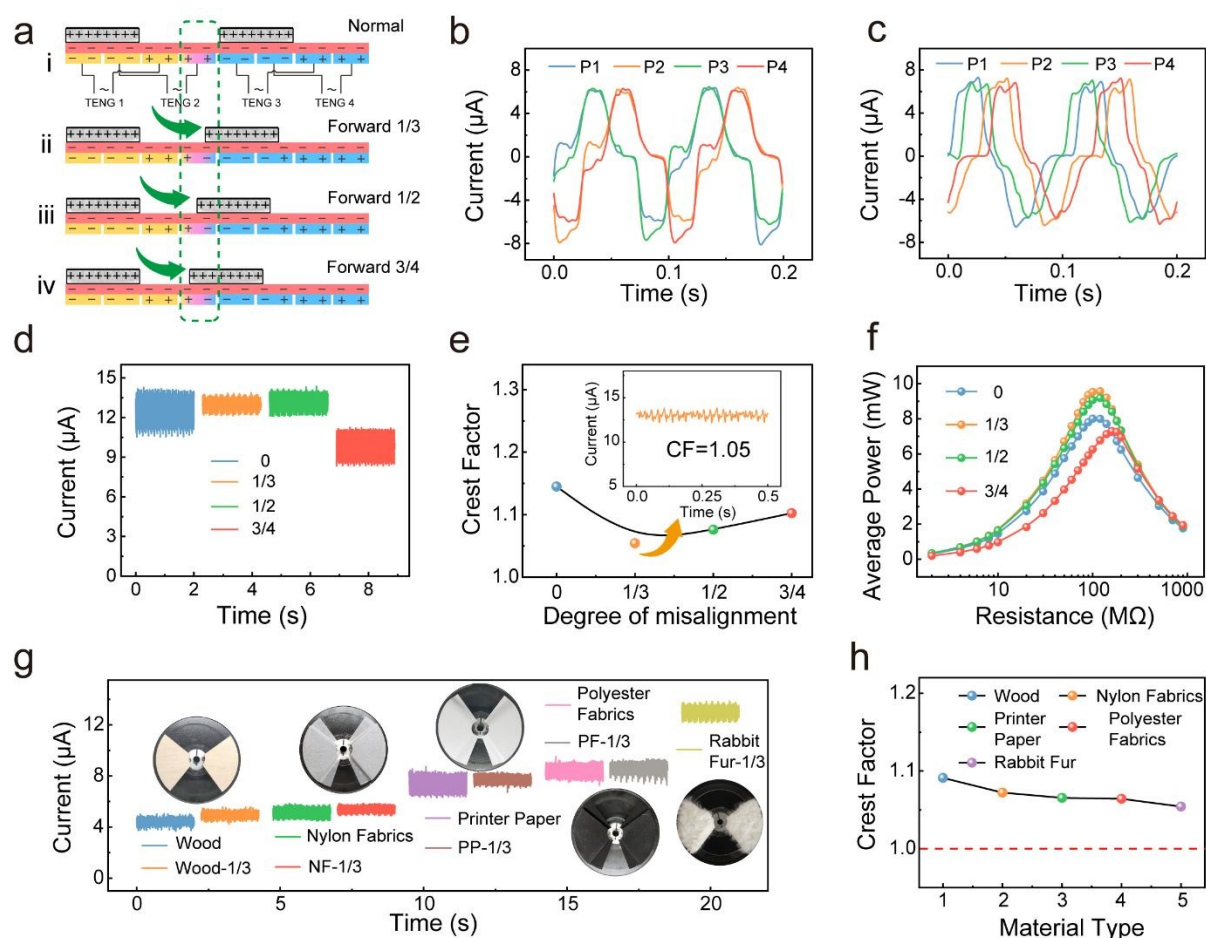 a
Normal
i
+ + + + + + + +
+ + + + + + + +
− − − − − − − − − − − − − − − −
− − − − + + + + − − − − + + + +
~ ~ ~ ~
TENG 1 TENG 2 TENG 3 TENG 4
Forward 1/3
ii
Forward 1/2
iii
Forward 3/4
iv
b
P1 P2 P3 P4
Current (μA)
8
4
0
-4
-8
0.0 0.1 0.2
Time (s)
c
P1 P2 P3 P4
Current (μA)
8
4
0
-4
-8
0.0 0.1 0.2
Time (s)
d
Current (μA)
15
12
9
6
3
0
0
1/3
1/2
3/4
0 2 4 6 8
Time (s)
e
Crest Factor
1.3
1.2
1.1
1.0
Current (μA)
15
10
5
CF=1.05
0.0 0.25 0.5
Time (s)
0 1/3 1/2 3/4
Degree of misalignment
f
Average Power (mW)
10
8
6
4
2
0
0
1/3
1/2
3/4
10 100 1000
Resistance (MΩ)
g
Current (μA)
12
8
4
0
Wood
Wood-1/3
Nylon Fabrics
NF-1/3
Printer Paper
PP-1/3
Polyester
Fabrics
PF-1/3
Rabbit
Fur-1/3
0 5 10 15 20
Time (s)
h
Crest Factor
1.2
1.1
1.0
Wood
Nylon Fabrics
Printer
Paper
Polyester
Fabrics
Rabbit Fur
1 2 3 4 5
Material Type